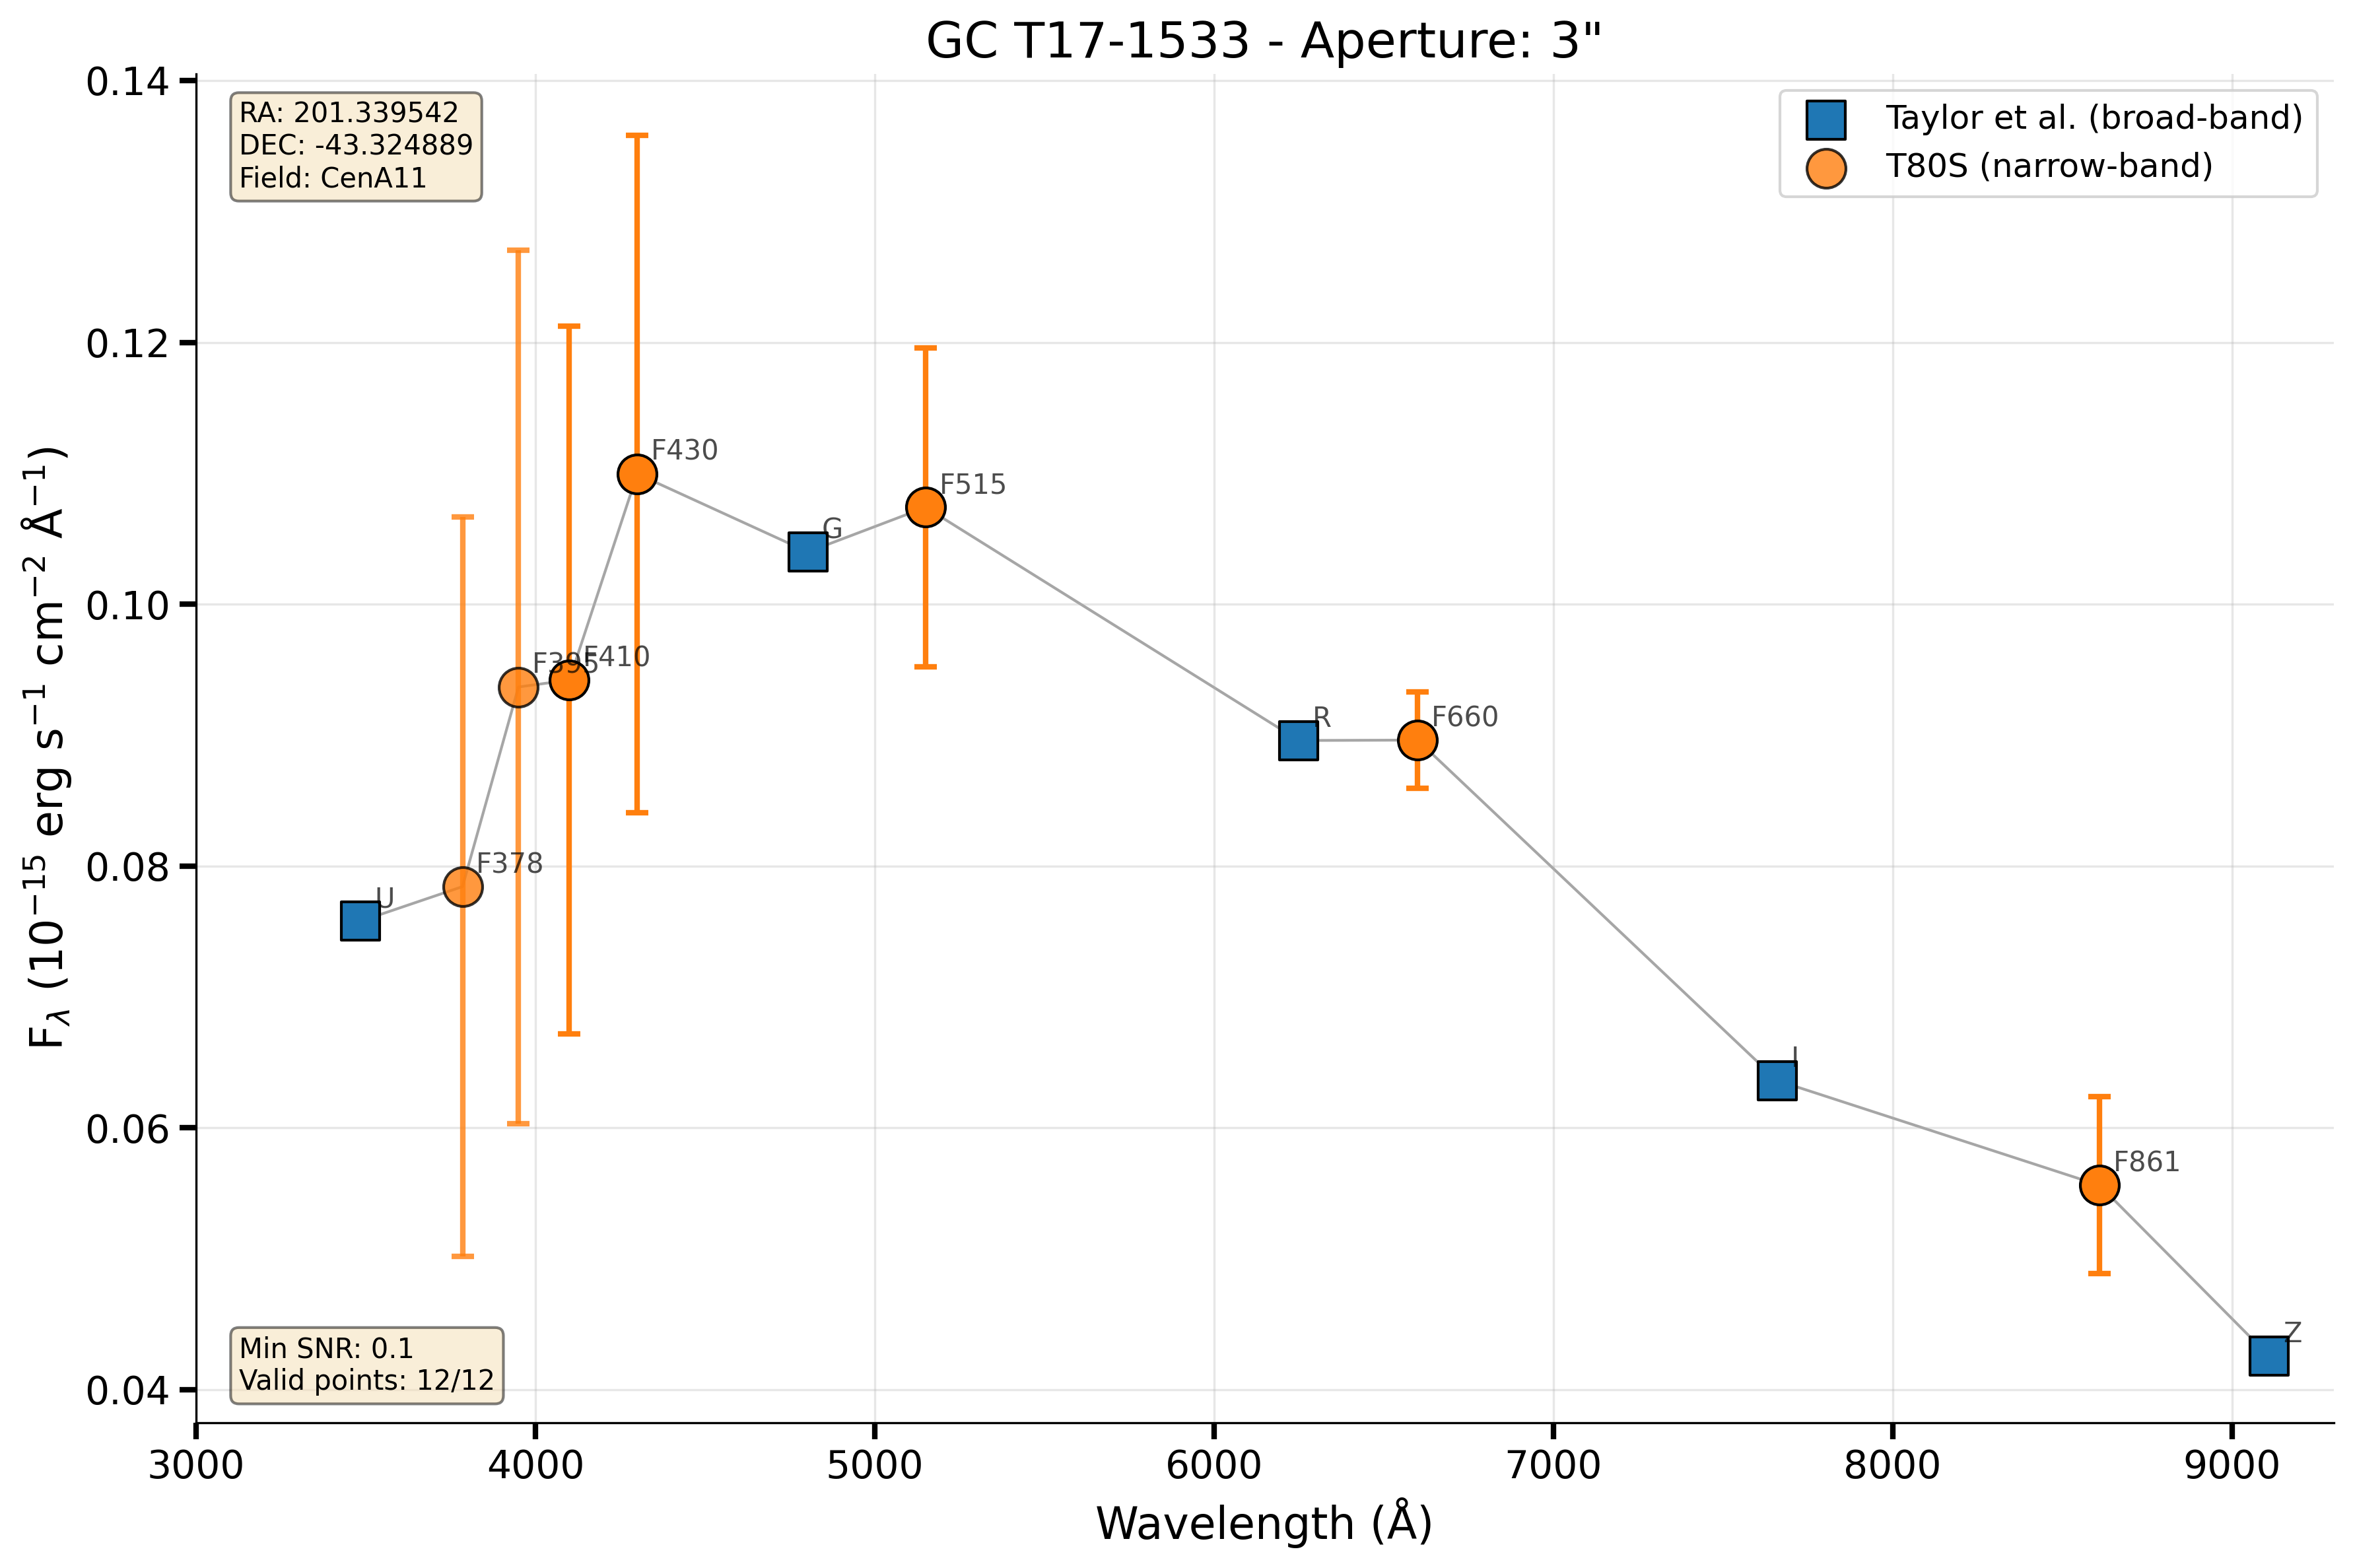 GC T17-1533 - Aperture: 3"
RA: 201.339542
DEC: -43.324889
Field: CenA11
Taylor et al. (broad-band)
T80S (narrow-band)
0.14
0.12
0.10
0.08
0.06
0.04
F_λ (10⁻¹⁵ erg s⁻¹ cm⁻² Å⁻¹)
U
F378
F395
F410
F430
G
F515
R
F660
I
F861
Z
Min SNR: 0.1
Valid points: 12/12
3000
4000
5000
6000
7000
8000
9000
Wavelength (Å)